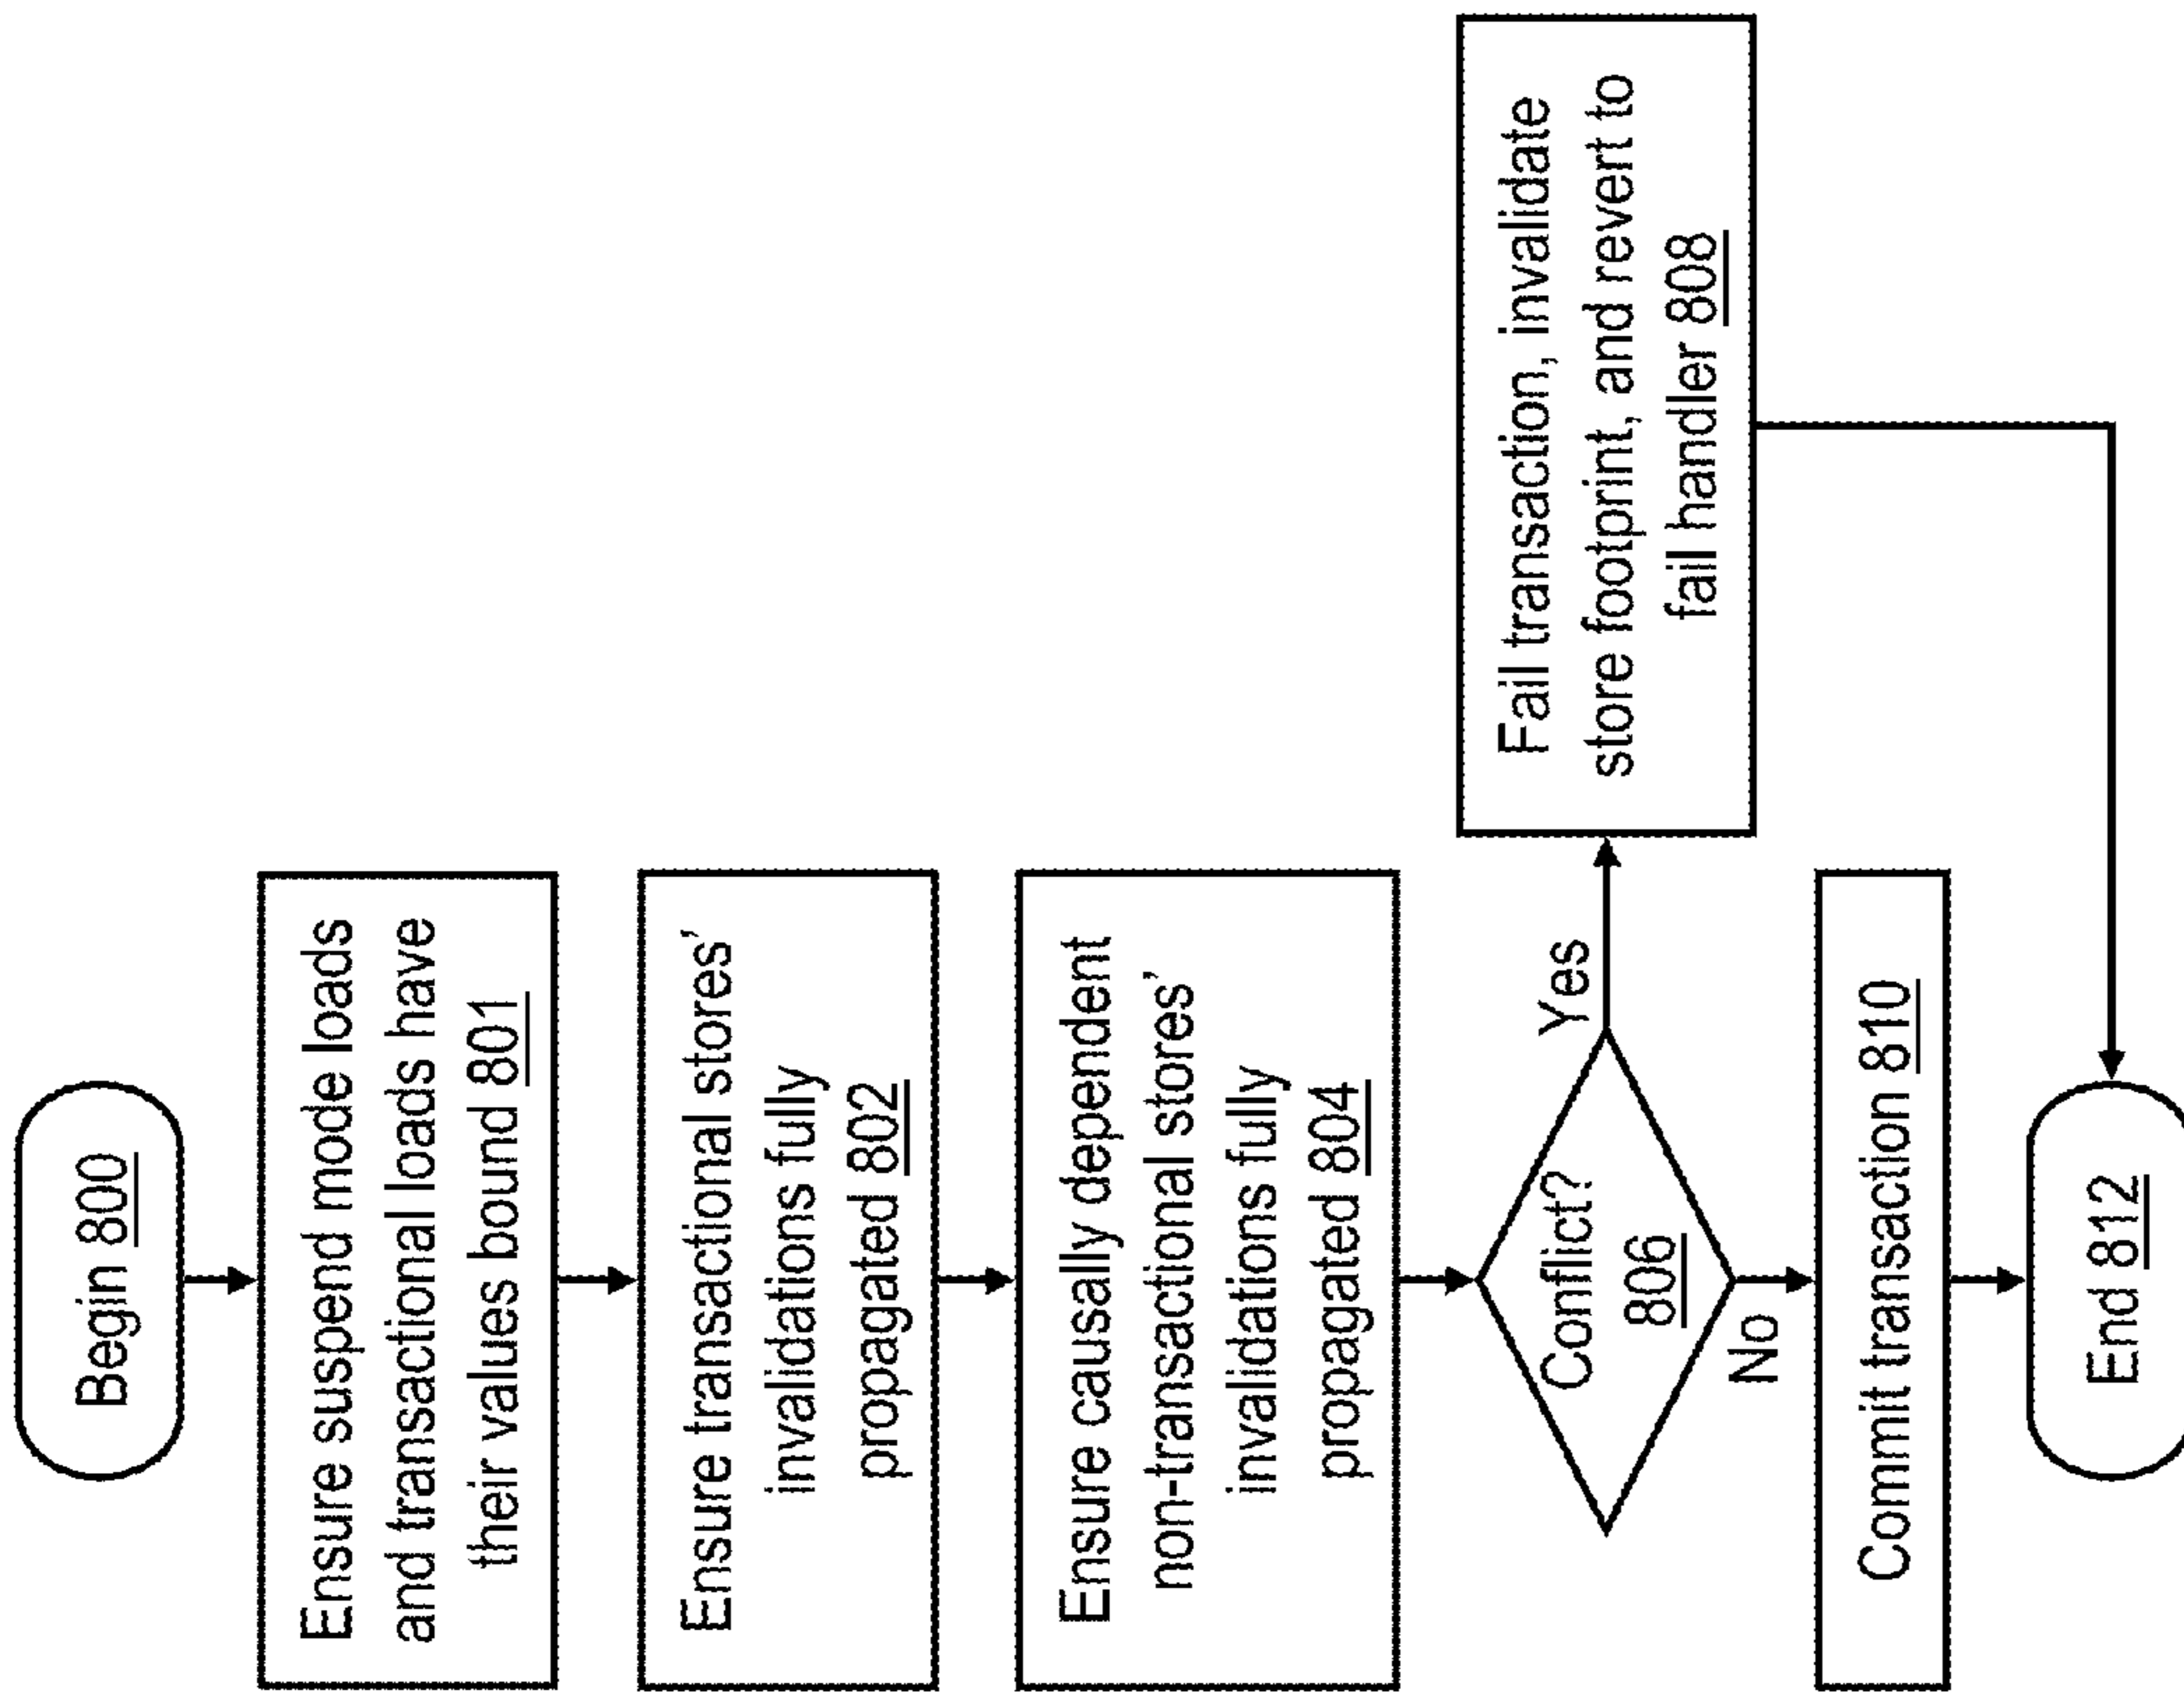 Begin 800
Ensure suspend mode loads
and transactional loads have
their values bound 801
Ensure transactional stores’
invalidations fully
propagated 802
Ensure causally dependent
non-transactional stores’
invalidations fully
propagated 804
Conflict?
806
Yes
Fail transaction, invalidate
store footprint, and revert to
fail handler 808
No
Commit transaction 810
End 812